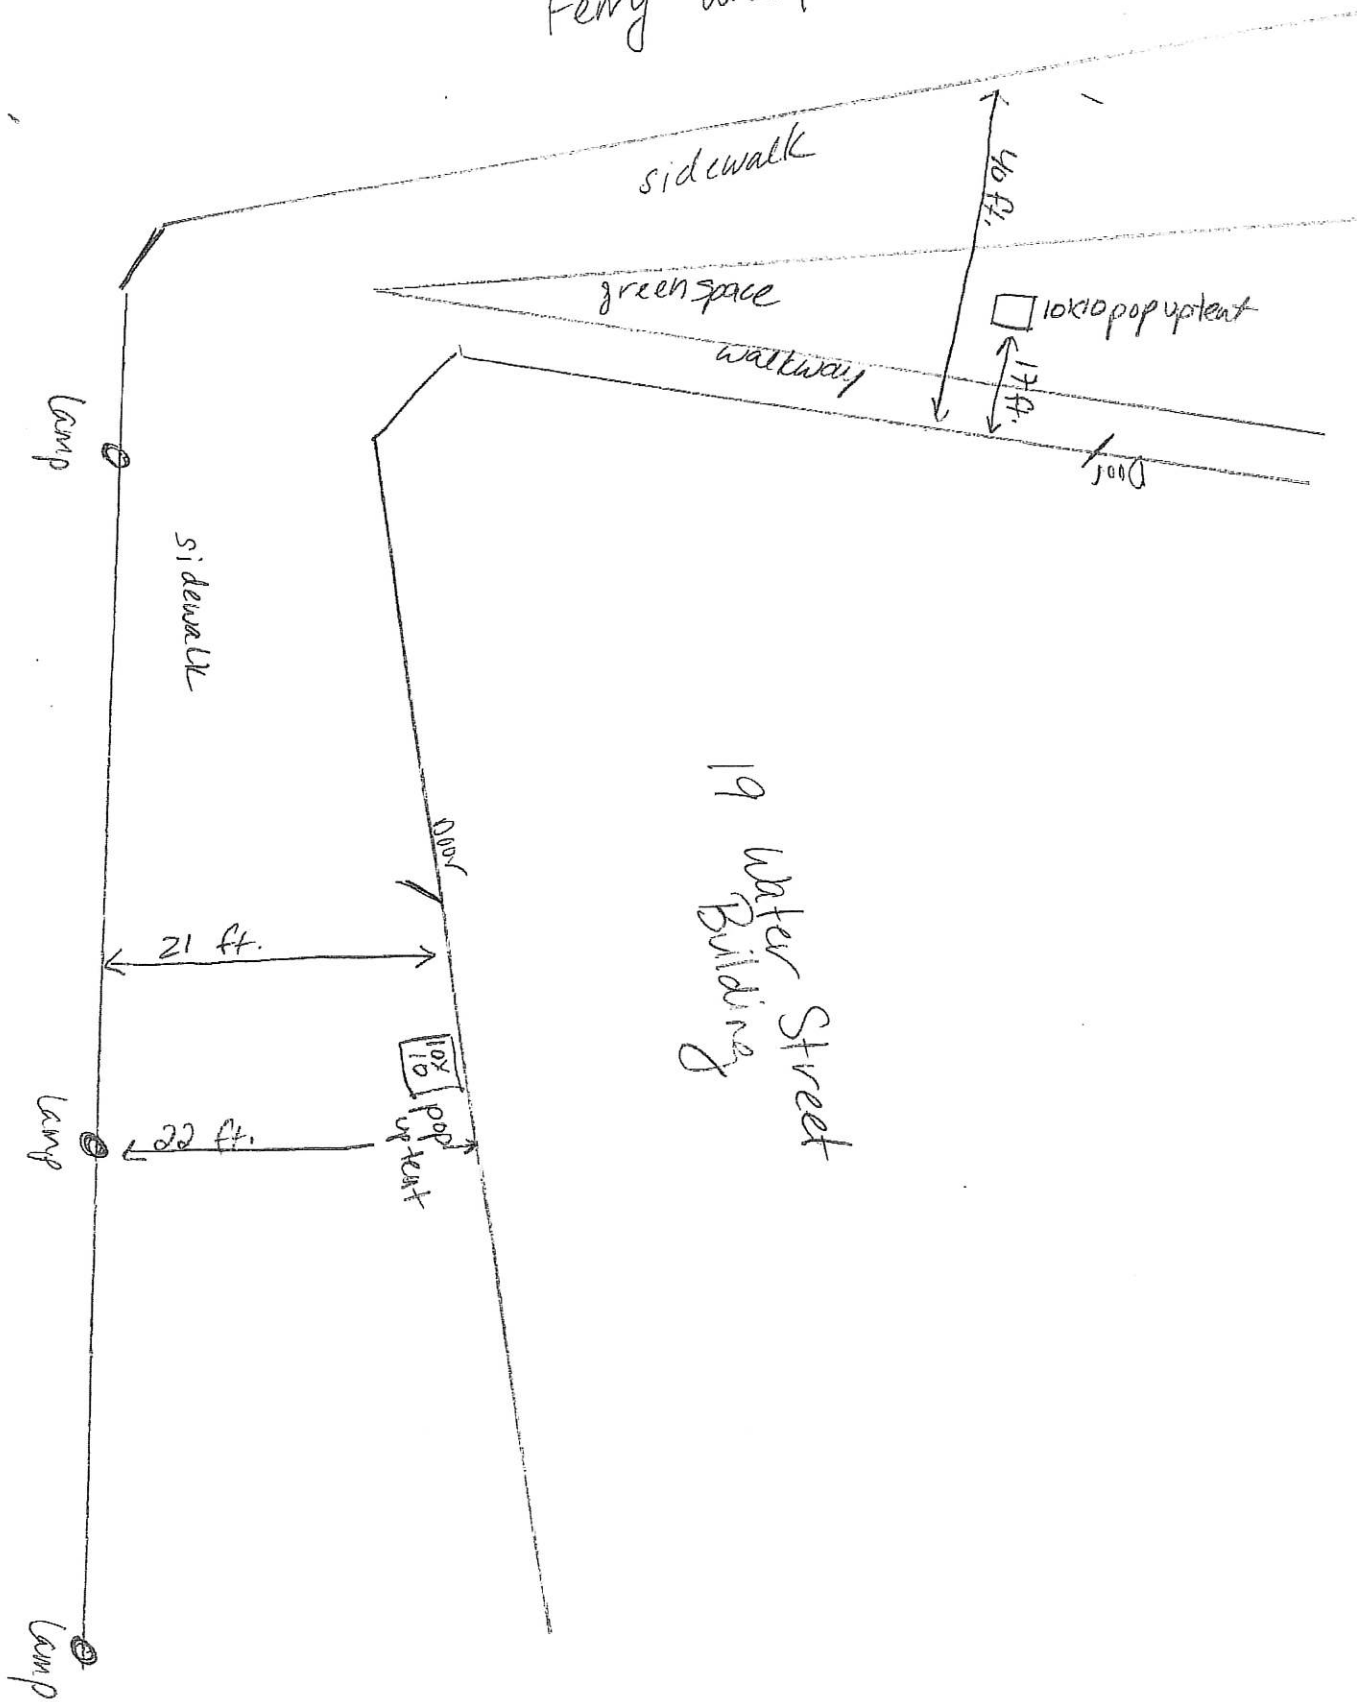 Ferry
sidewalk
40 ft.
greenspace
10x10 pop up tent
walkway
17 ft.
Door
Lamp
sidewalk
19 Water Street
Building
Door
21 ft.
10x
10
pop
up tent
22 ft.
Lamp
Lamp